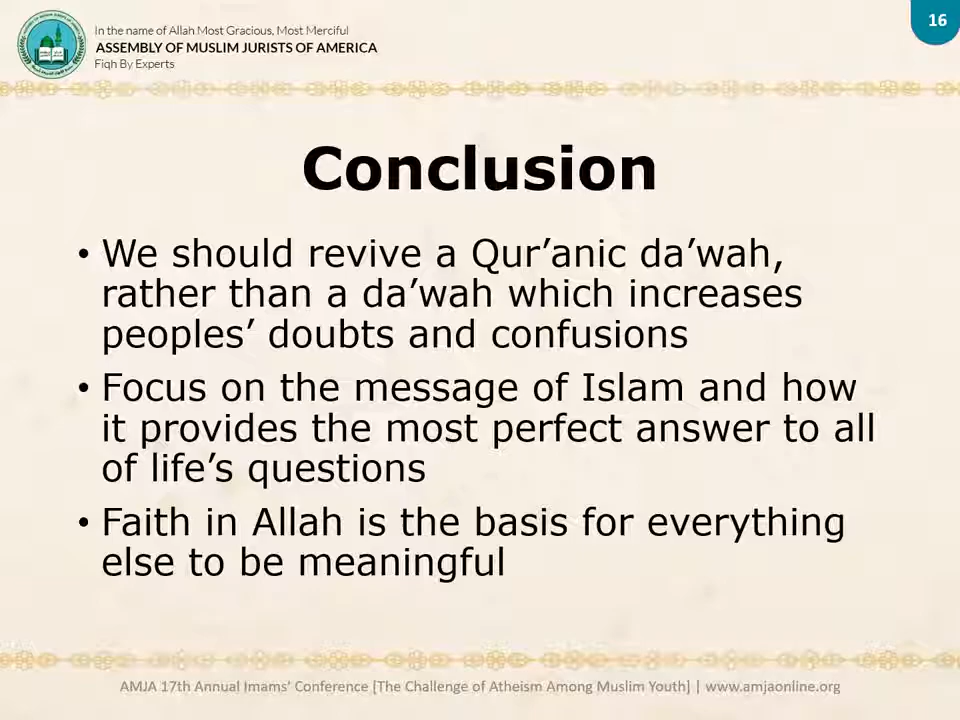 16
In the name of Allah Most Gracious, Most Merciful
ASSEMBLY OF MUSLIM JURISTS OF AMERICA
Fiqh By Experts
Conclusion
• We should revive a Qur’anic da’wah,
rather than a da’wah which increases
peoples’ doubts and confusions
• Focus on the message of Islam and how
it provides the most perfect answer to all
of life’s questions
• Faith in Allah is the basis for everything
else to be meaningful
AMJA 17th Annual Imams' Conference [The Challenge of Atheism Among Muslim Youth] | www.amjaonline.org